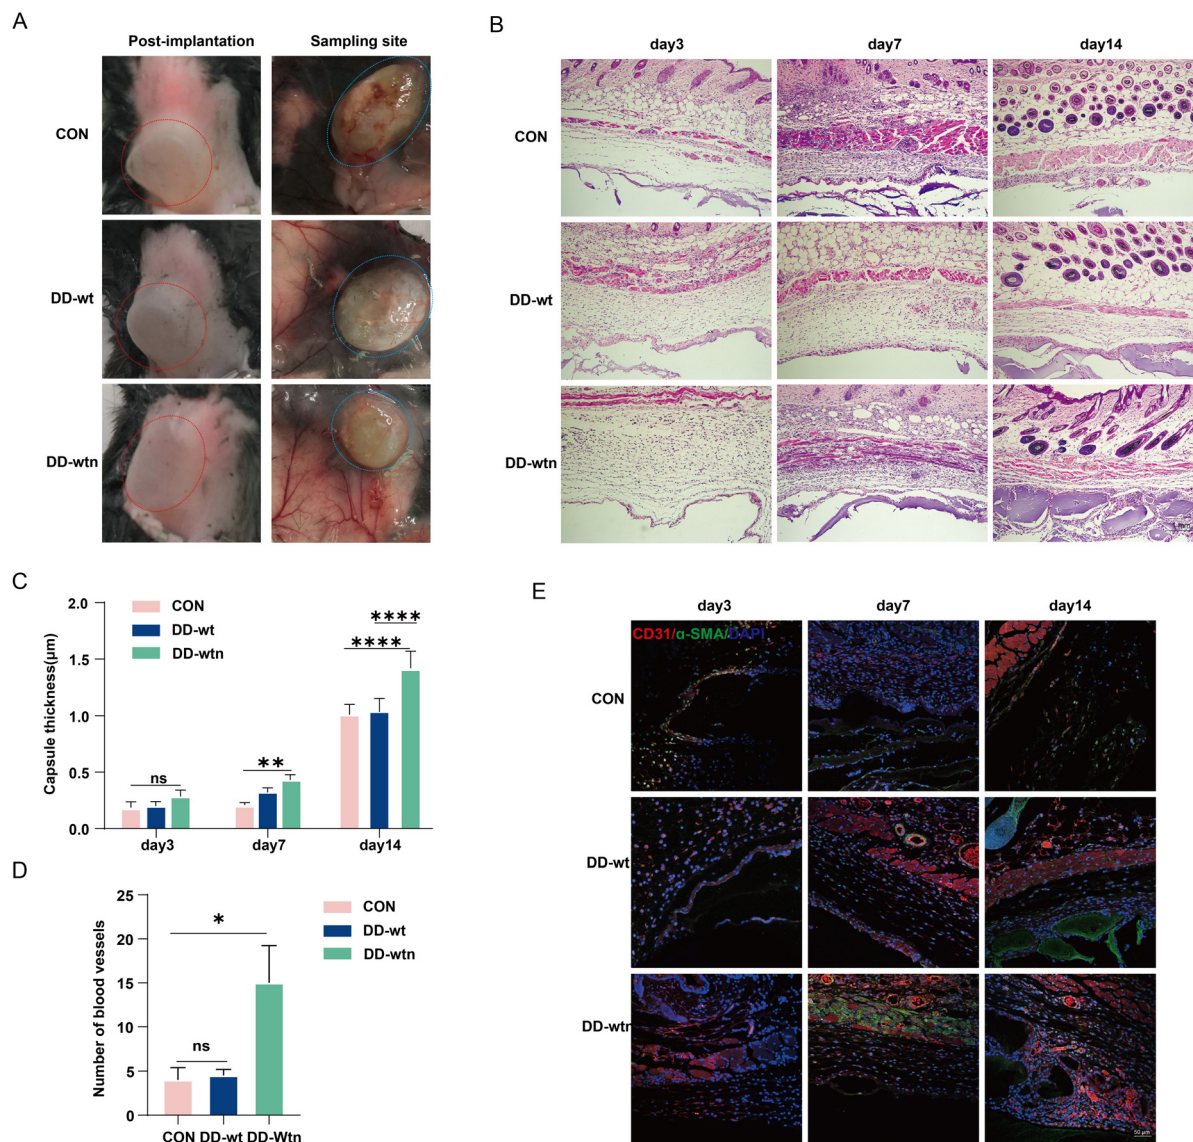 A
Post-implantation
Sampling site
CON
DD-wt
DD-wtn
B
day3
day7
day14
CON
DD-wt
DD-wtn
C
Capsule thickness(μm)
2.0
1.5
1.0
0.5
0.0
CON
DD-wt
DD-wtn
ns
**
****
****
day3
day7
day14
D
Number of blood vessels
25
20
15
10
5
0
*
ns
CON
DD-wt
DD-wtn
CON DD-wt DD-Wtn
E
day3
day7
day14
CD31/α-SMA/DAPI
CON
DD-wt
DD-wtn
50 μm